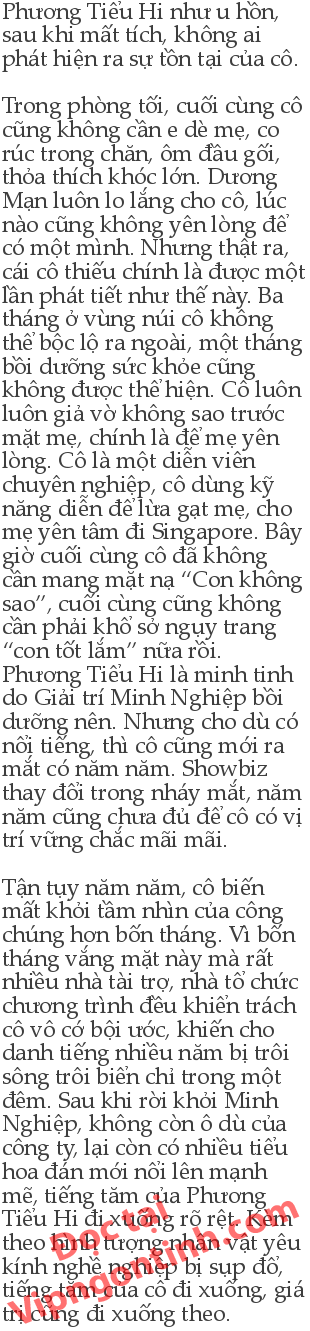 Phương Tiểu Hi như u hồn,
sau khi mất tích, không ai
phát hiện ra sự tồn tại của cô.
Trong phòng tối, cuối cùng cô
cũng không cần e dè mẹ, co
rúc trong chăn, ôm đầu gối,
thỏa thích khóc lớn. Dương
Mạn luôn lo lắng cho cô, lúc
nào cũng không yên lòng để
có một mình. Nhưng thật ra,
cái cô thiếu chính là được một
lần phát tiết như thế này. Ba
tháng ở vùng núi cô không
thể bộc lộ ra ngoài, một tháng
bồi dưỡng sức khỏe cũng
không được thể hiện. Cô luôn
luôn giả vờ không sao trước
mặt mẹ, chính là để mẹ yên
lòng. Cô là một diễn viên
chuyên nghiệp, cô dùng kỹ
năng diễn để lừa gạt mẹ, cho
mẹ yên tâm đi Singapore. Bây
giờ cuối cùng cô đã không
cần mang mặt nạ “Con không
sao”, cuối cùng cũng không
cần phải khổ sở ngụy trang
“con tốt lắm” nữa rồi.
Phương Tiểu Hi là minh tinh
do Giải trí Minh Nghiệp bồi
dưỡng nên. Nhưng cho dù có
nổi tiếng, thì cô cũng mới ra
mắt có năm năm. Showbiz
thay đổi trong nháy mắt, năm
năm cũng chưa đủ để cô có vị
trí vững chắc mãi mãi.
Tận tụy năm năm, cô biến
mất khỏi tầm nhìn của công
chúng hơn bốn tháng. Vì bốn
tháng vắng mặt này mà rất
nhiều nhà tài trợ, nhà tổ chức
chương trình đều khiển trách
cô vô cớ bội ước, khiến cho
danh tiếng nhiều năm bị trôi
sông trôi biển chỉ trong một
đêm. Sau khi rời khỏi Minh
Nghiệp, không còn ô dù của
công ty, lại còn có nhiều tiểu
hoa đán mới nổi lên mạnh
mẽ, tiếng tăm của Phương
Tiểu Hi đi xuống rõ rệt. Kèm
theo hình tượng nhân vật yêu
kính nghề nghiệp bị sụp đổ,
tiếng tăm của cô đi xuống, giá
trị cũng đi xuống theo.
Đọc tại
Vipngontinh.com